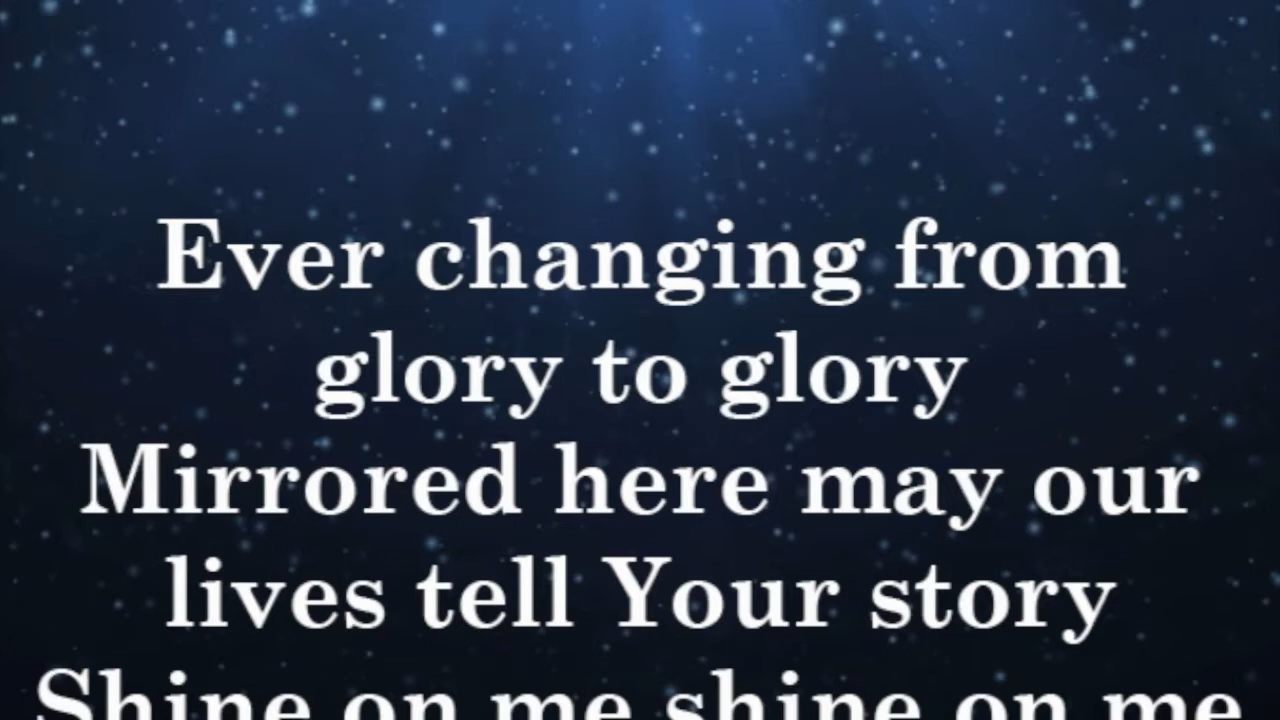 Ever changing from
glory to glory
Mirrored here may our
lives tell Your story
Shine on me shine on me